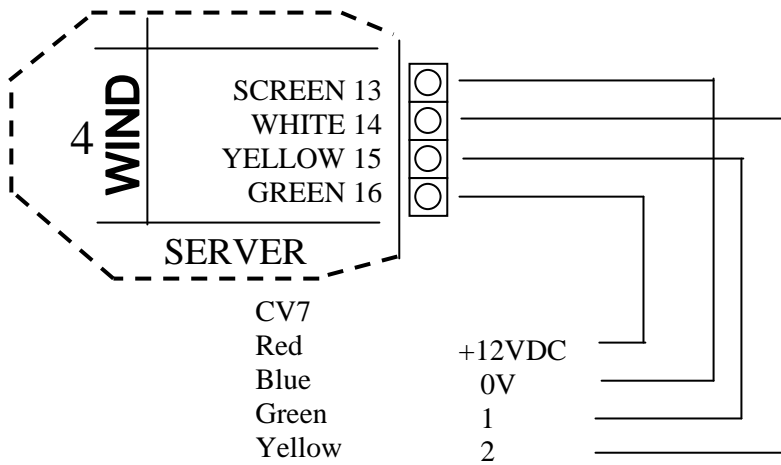 4 WIND
SCREEN 13
WHITE 14
YELLOW 15
GREEN 16
SERVER
CV7
Red +12VDC
Blue 0V
Green 1
Yellow 2